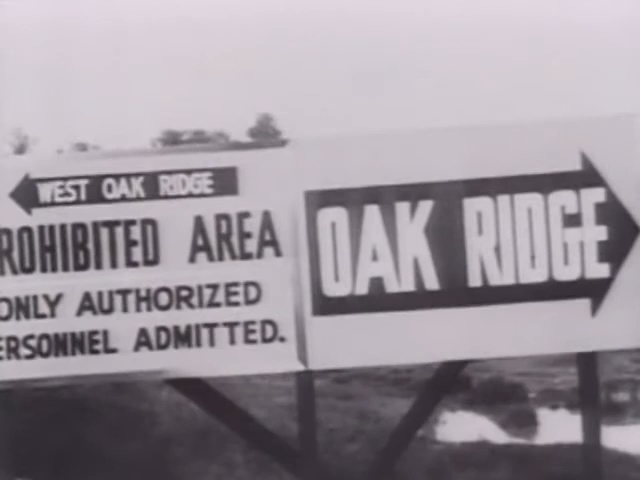 WEST OAK RIDGE
ROHIBITED AREA
ONLY AUTHORIZED
ERSONNEL ADMITTED.
OAK RIDGE